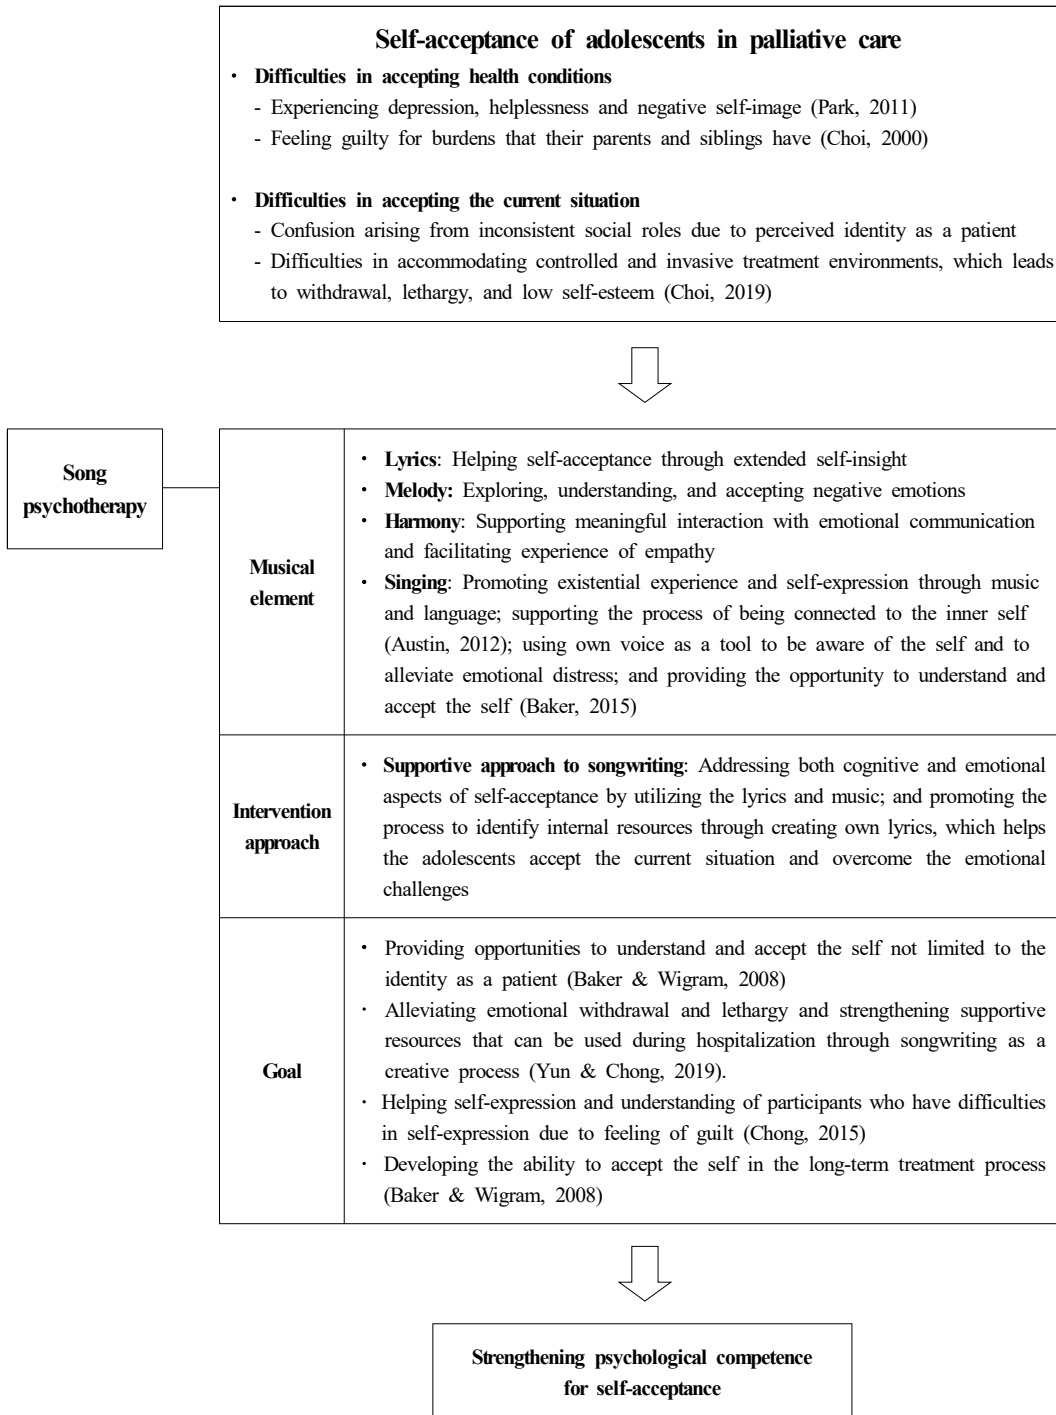 Self-acceptance of adolescents in palliative care
· Difficulties in accepting health conditions
- Experiencing depression, helplessness and negative self-image (Park, 2011)
- Feeling guilty for burdens that their parents and siblings have (Choi, 2000)
· Difficulties in accepting the current situation
- Confusion arising from inconsistent social roles due to perceived identity as a patient
- Difficulties in accommodating controlled and invasive treatment environments, which leads
to withdrawal, lethargy, and low self-esteem (Choi, 2019)
Song
psychotherapy
Musical
element
· Lyrics: Helping self-acceptance through extended self-insight
· Melody: Exploring, understanding, and accepting negative emotions
· Harmony: Supporting meaningful interaction with emotional communication
and facilitating experience of empathy
· Singing: Promoting existential experience and self-expression through music
and language; supporting the process of being connected to the inner self
(Austin, 2012); using own voice as a tool to be aware of the self and to
alleviate emotional distress; and providing the opportunity to understand and
accept the self (Baker, 2015)
Intervention
approach
· Supportive approach to songwriting: Addressing both cognitive and emotional
aspects of self-acceptance by utilizing the lyrics and music; and promoting the
process to identify internal resources through creating own lyrics, which helps
the adolescents accept the current situation and overcome the emotional
challenges
Goal
· Providing opportunities to understand and accept the self not limited to the
identity as a patient (Baker & Wigram, 2008)
· Alleviating emotional withdrawal and lethargy and strengthening supportive
resources that can be used during hospitalization through songwriting as a
creative process (Yun & Chong, 2019).
· Helping self-expression and understanding of participants who have difficulties
in self-expression due to feeling of guilt (Chong, 2015)
· Developing the ability to accept the self in the long-term treatment process
(Baker & Wigram, 2008)
Strengthening psychological competence
for self-acceptance